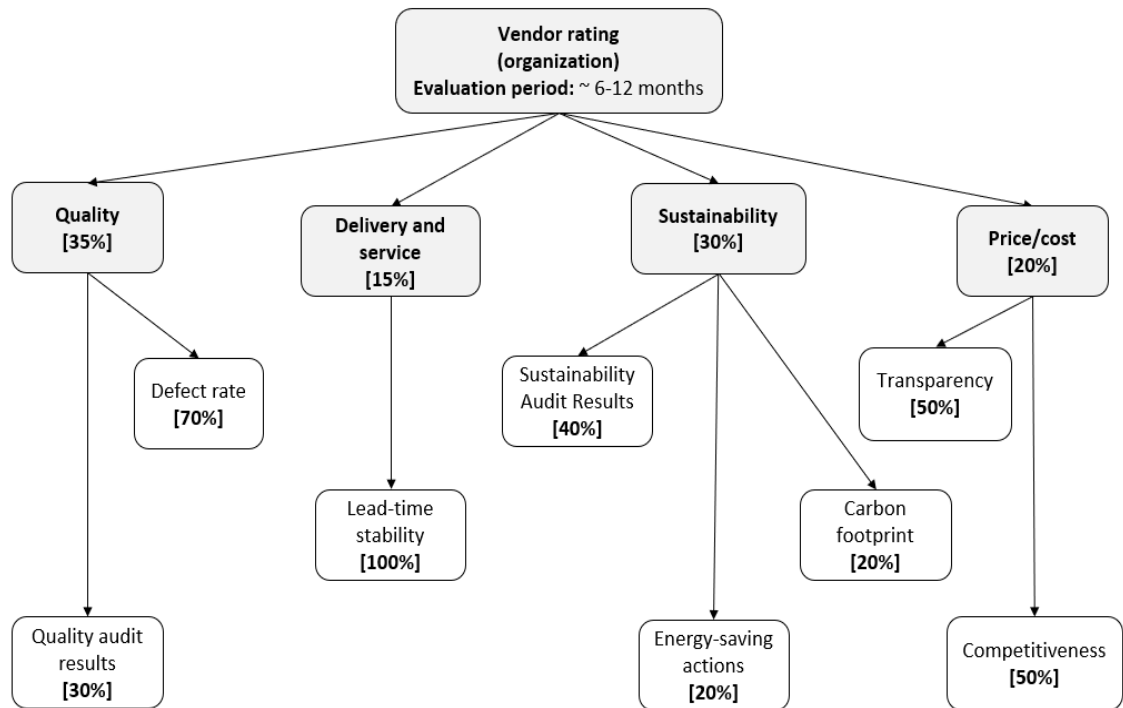 Vendor rating
(organization)
Evaluation period: ~ 6-12 months
Quality
[35%]
Delivery and
service
[15%]
Sustainability
[30%]
Price/cost
[20%]
Defect rate
[70%]
Sustainability
Audit Results
[40%]
Transparency
[50%]
Lead-time
stability
[100%]
Carbon
footprint
[20%]
Quality audit
results
[30%]
Energy-saving
actions
[20%]
Competitiveness
[50%]